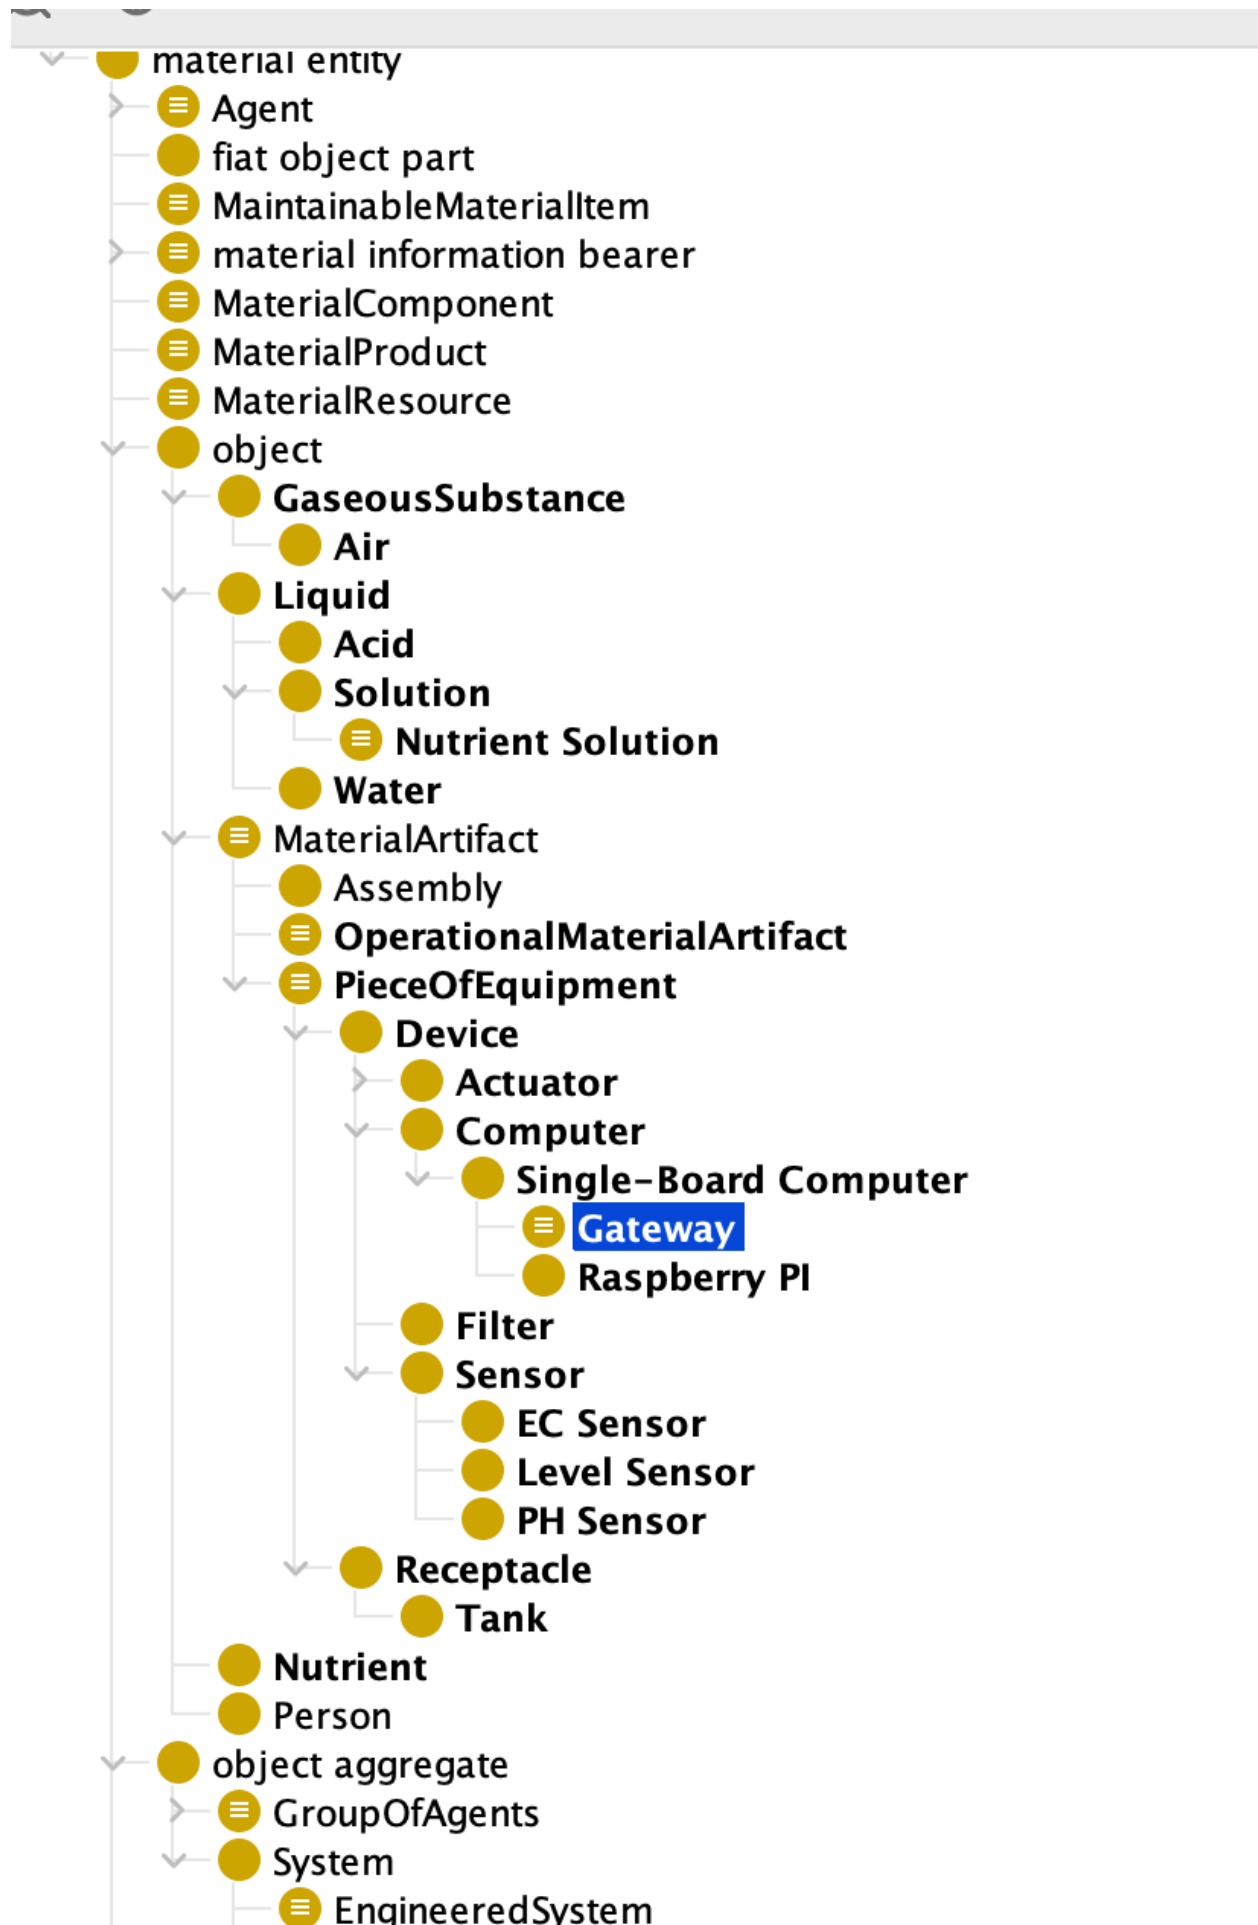 material entity
Agent
fiat object part
MaintainableMaterialItem
material information bearer
MaterialComponent
MaterialProduct
MaterialResource
object
GaseousSubstance
Air
Liquid
Acid
Solution
Nutrient Solution
Water
MaterialArtifact
Assembly
OperationalMaterialArtifact
PieceOfEquipment
Device
Actuator
Computer
Single-Board Computer
Gateway
Raspberry PI
Filter
Sensor
EC Sensor
Level Sensor
PH Sensor
Receptacle
Tank
Nutrient
Person
object aggregate
GroupOfAgents
System
EngineeredSystem